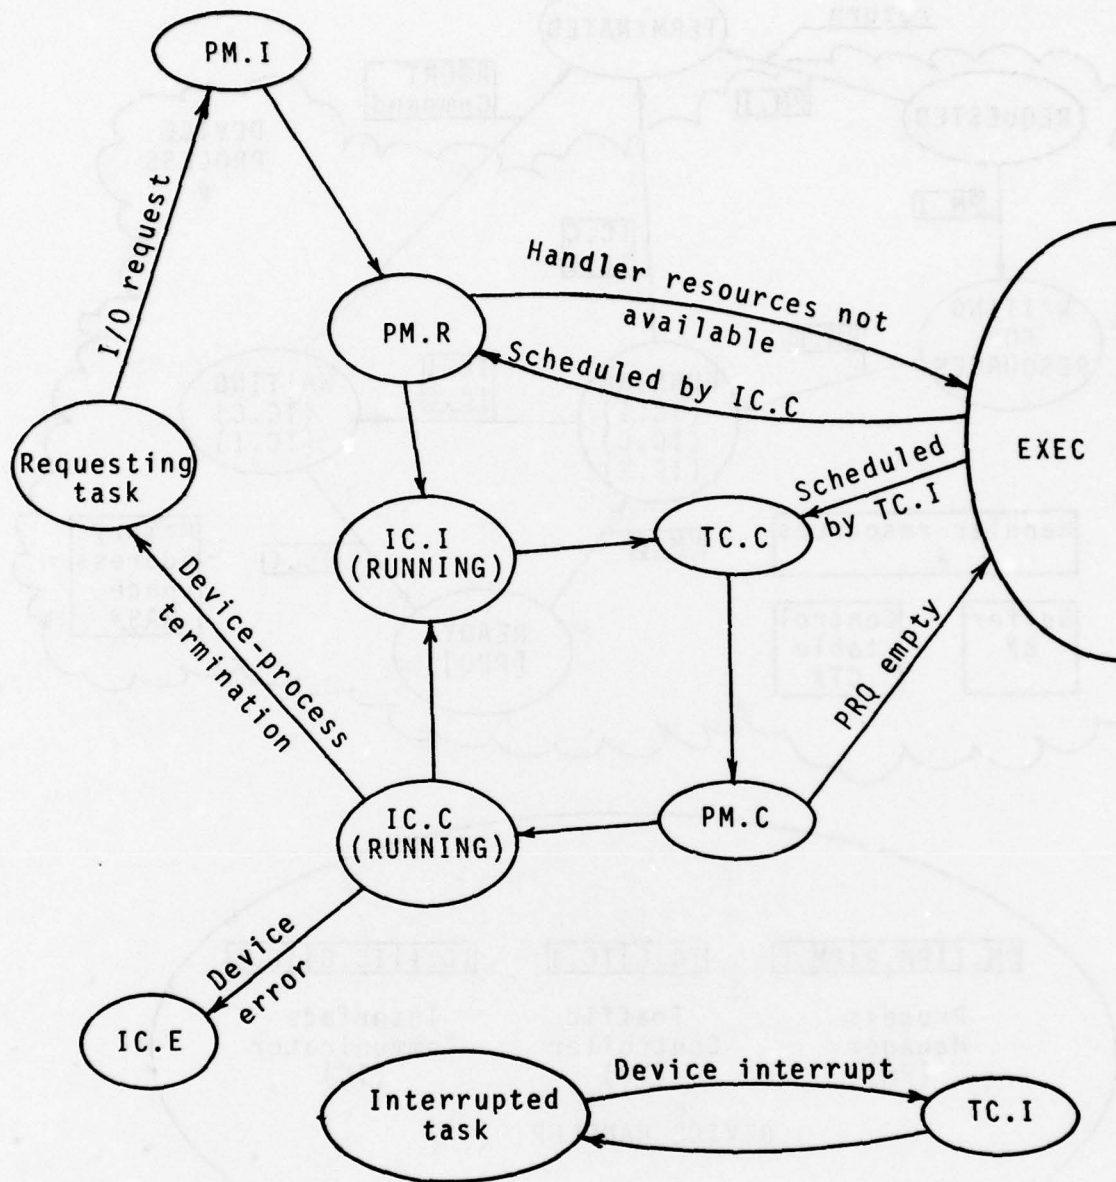 PM.I
I/O request
PM.R
Handler resources not
available
Scheduled by IC.C
EXEC
Requesting
task
Scheduled
by TC.I
IC.I
(RUNNING)
TC.C
Device-process
termination
PRQ empty
IC.C
(RUNNING)
PM.C
Device
error
IC.E
Device interrupt
Interrupted
task
TC.I